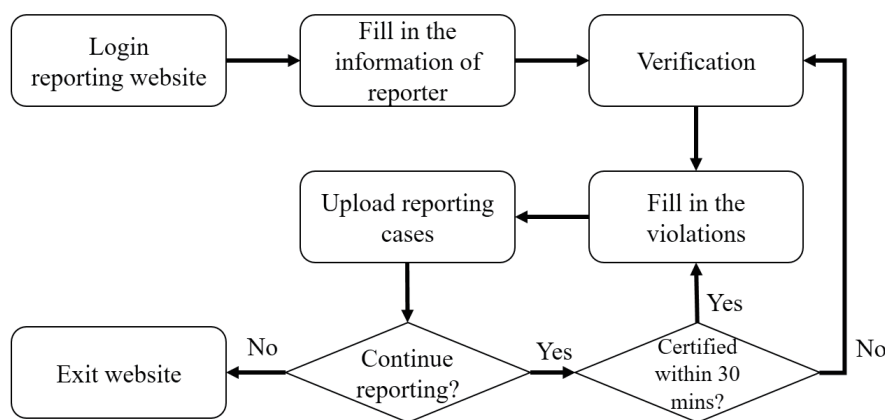 Login
reporting website
Fill in the
information of
reporter
Verification
Upload reporting
cases
Fill in the
violations
Yes
No
Yes
No
Exit website
Continue
reporting?
Certified
within 30
mins?